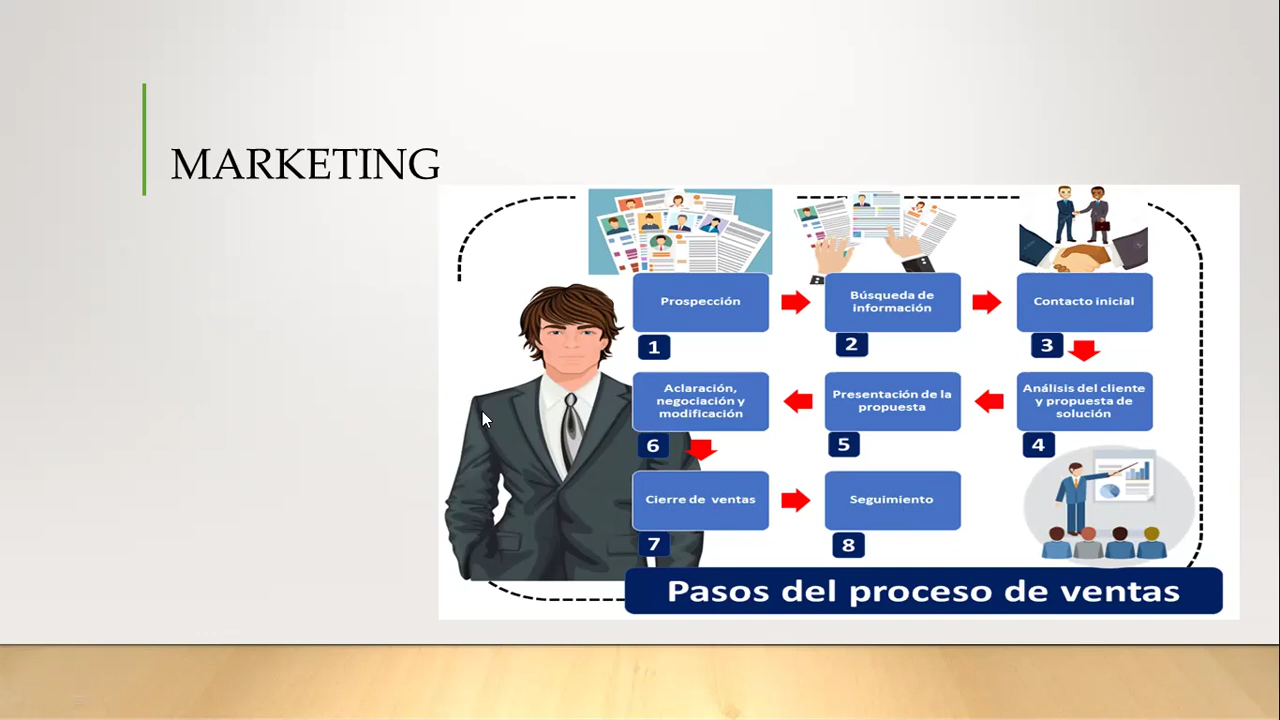 MARKETING
Prospección
1
Búsqueda de
información
2
Contacto inicial
3
Análisis del cliente
y propuesta de
solución
4
Presentación de la
propuesta
5
Aclaración,
negociación y
modificación
6
Cierre de ventas
7
Seguimiento
8
Pasos del proceso de ventas